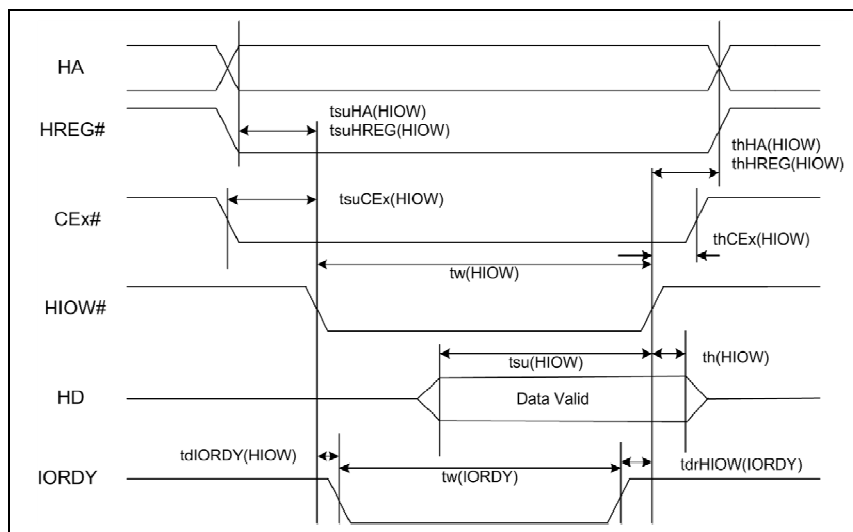 HA
HREG#
tsuHA(HIOW)
tsuHREG(HIOW)
thHA(HIOW)
thHREG(HIOW)
CEx#
tsuCEx(HIOW)
thCEx(HIOW)
tw(HIOW)
HIOW#
tsu(HIOW)
th(HIOW)
HD
Data Valid
tdIORDY(HIOW)
tw(IORDY)
tdrHIOW(IORDY)
IORDY